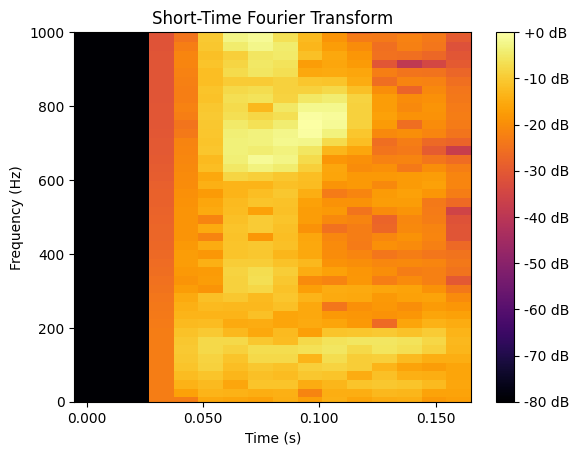 Short-Time Fourier Transform
1000
800
600
400
200
0
Frequency (Hz)
0.000
0.050
0.100
0.150
Time (s)
+0 dB
-10 dB
-20 dB
-30 dB
-40 dB
-50 dB
-60 dB
-70 dB
-80 dB